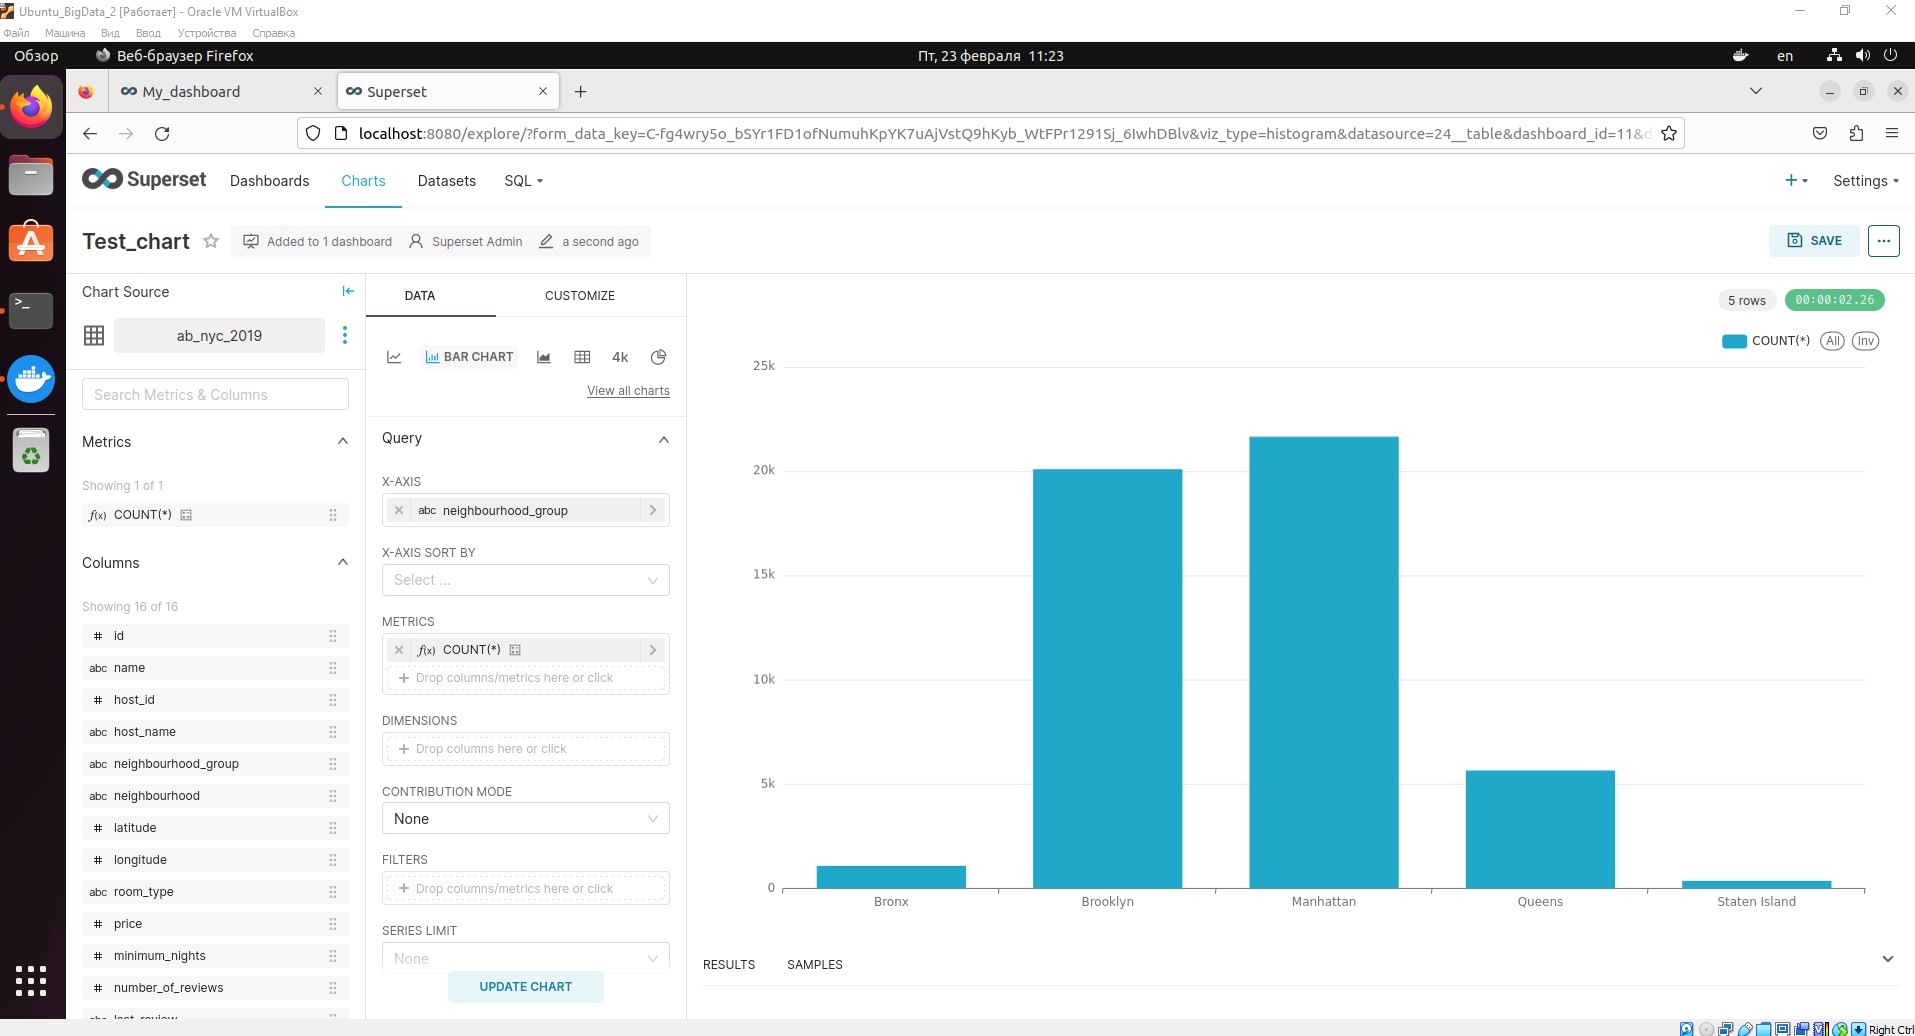 Ubuntu_BigData_2 [Работает] - Oracle VM VirtualBox
Файл Машина Вид Ввод Устройства Справка
Обзор Веб-браузер Firefox Пт, 23 февраля 11:23 en
My_dashboard Superset
localhost:8080/explore/?form_data_key=C-fg4wry5o_bSYr1FD1ofNumuhKpYK7uAjVstQ9hKyb_WtFPr1291Sj_6IwhDBlv&viz_type=histogram&datasource=24__table&dashboard_id=11&
Superset Dashboards Charts Datasets SQL Settings
Test_chart Added to 1 dashboard Superset Admin a second ago SAVE
Chart Source
ab_nyc_2019
Search Metrics & Columns
Metrics
Showing 1 of 1
f(x) COUNT(*)
Columns
Showing 16 of 16
# id
abc name
# host_id
abc host_name
abc neighbourhood_group
abc neighbourhood
# latitude
# longitude
abc room_type
# price
# minimum_nights
# number_of_reviews
abc last_review
DATA CUSTOMIZE
BAR CHART 4k
View all charts
Query
X-AXIS
abc neighbourhood_group
X-AXIS SORT BY
Select ...
METRICS
f(x) COUNT(*)
+ Drop columns/metrics here or click
DIMENSIONS
+ Drop columns here or click
CONTRIBUTION MODE
None
FILTERS
+ Drop columns/metrics here or click
SERIES LIMIT
None
UPDATE CHART
5 rows 00:00:02.26
COUNT(*) All Inv
25k
20k
15k
10k
5k
0
Bronx Brooklyn Manhattan Queens Staten Island
RESULTS SAMPLES
Right Ctrl